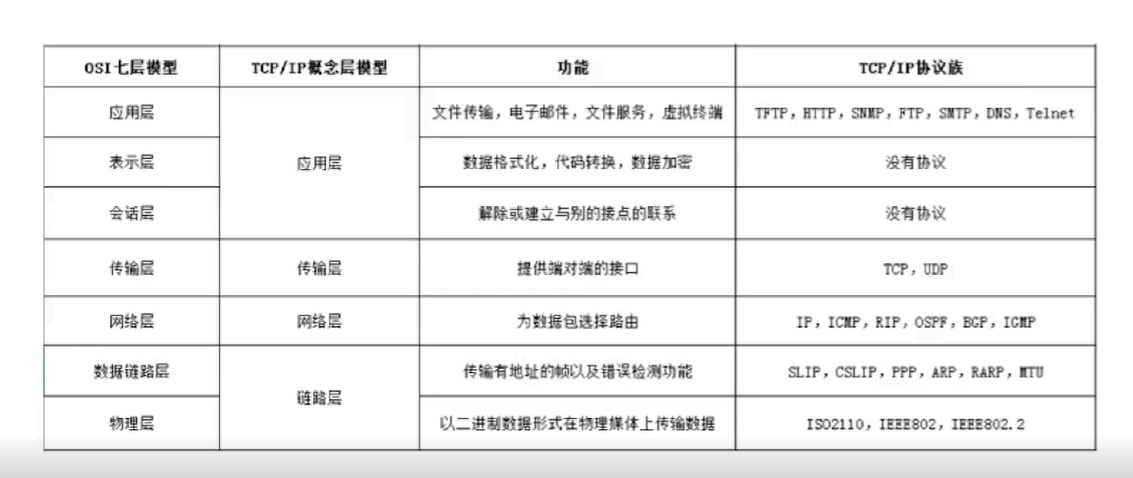 OSI七层模型 TCP/IP概念层模型 功能 TCP/IP协议族
应用层 文件传输，电子邮件，文件服务，虚拟终端 TFTP，HTTP，SNMP，FTP，SMTP，DNS，Telnet
表示层 应用层 数据格式化，代码转换，数据加密 没有协议
会话层 解除或建立与别的接点的联系 没有协议
传输层 传输层 提供端对端的接口 TCP，UDP
网络层 网络层 为数据包选择路由 IP，ICMP，RIP，OSPF，BGP，IGMP
数据链路层 传输有地址的帧以及错误检测功能 SLIP，CSLIP，PPP，ARP，RARP，MTU
链路层
物理层 以二进制数据形式在物理媒体上传输数据 ISO2110，IEEE802，IEEE802.2